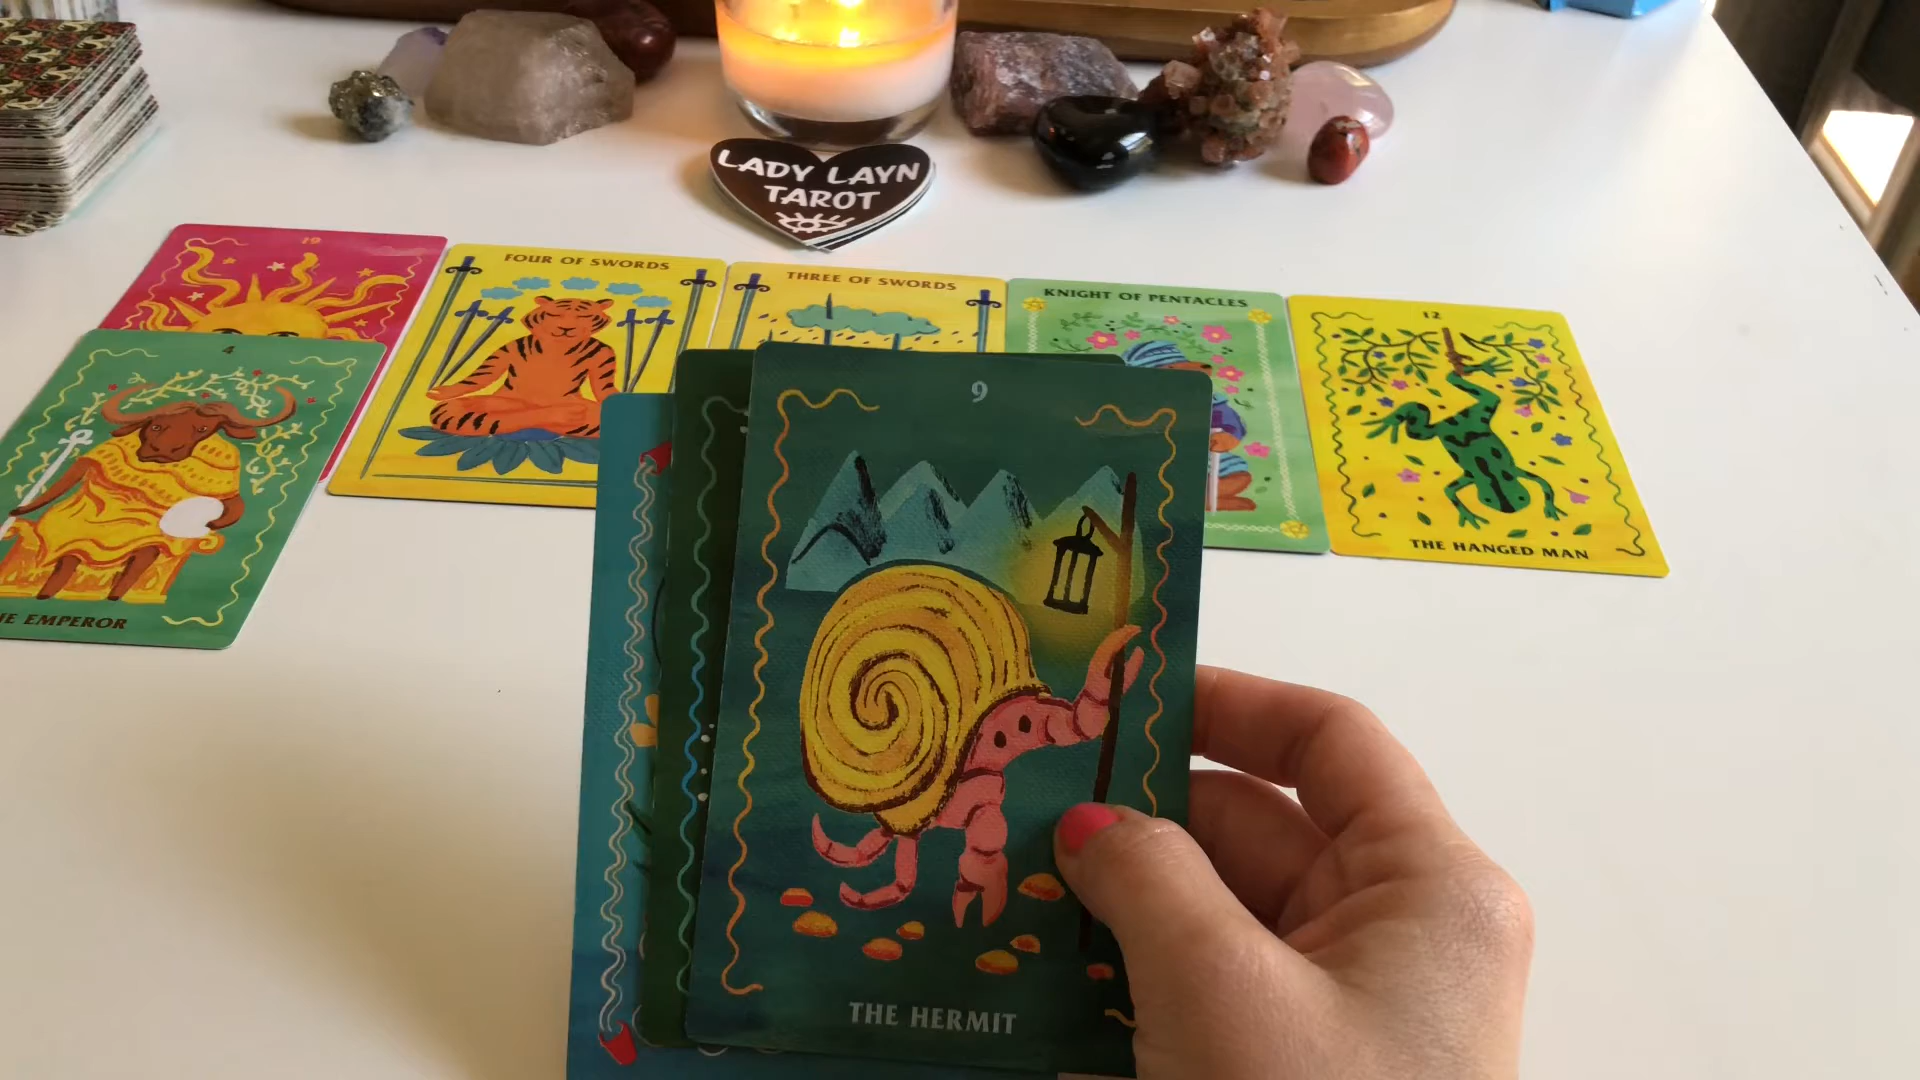 LADY LAYN
TAROT
19
FOUR OF SWORDS
THREE OF SWORDS
KNIGHT OF PENTACLES
12
THE HANGED MAN
4
HE EMPEROR
9
THE HERMIT